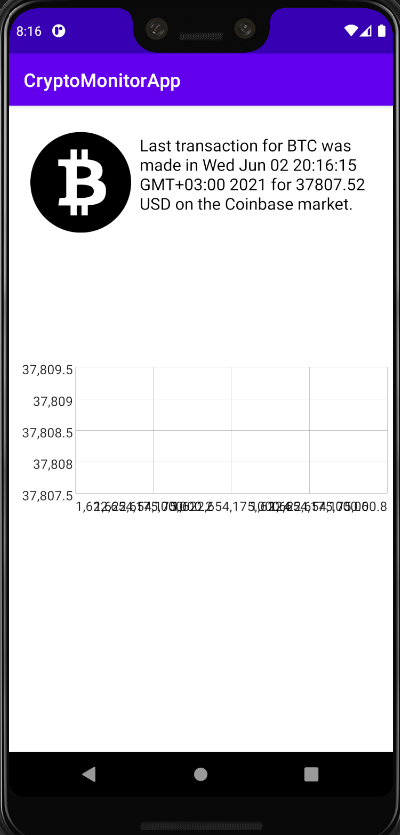 8:16
CryptoMonitorApp
Last transaction for BTC was
made in Wed Jun 02 20:16:15
GMT+03:00 2021 for 37807.52
USD on the Coinbase market.
37,809.5
37,809
37,808.5
37,808
37,807.5